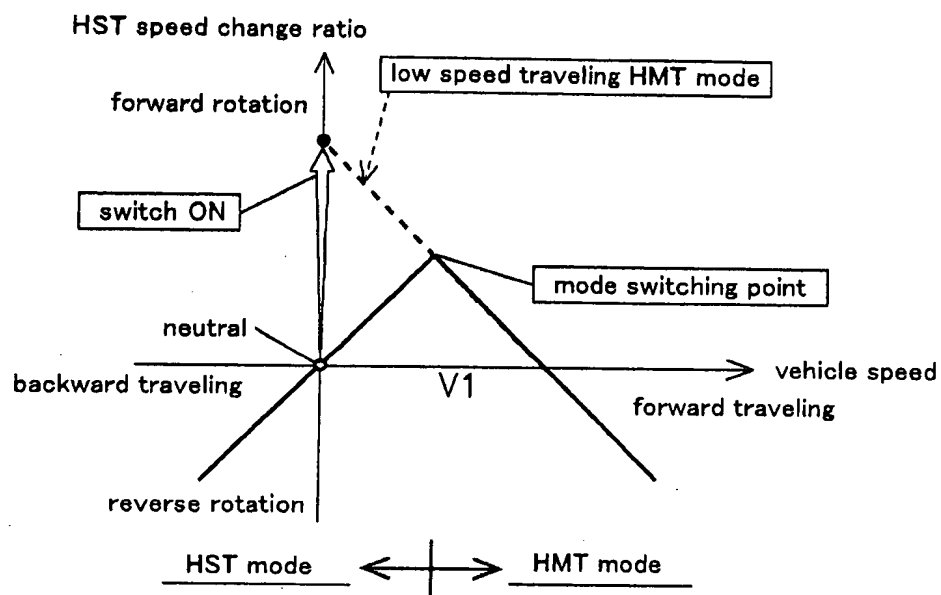 HST speed change ratio
low speed traveling HMT mode
forward rotation
switch ON
mode switching point
neutral
backward traveling
V1
vehicle speed
forward traveling
reverse rotation
HST mode
HMT mode